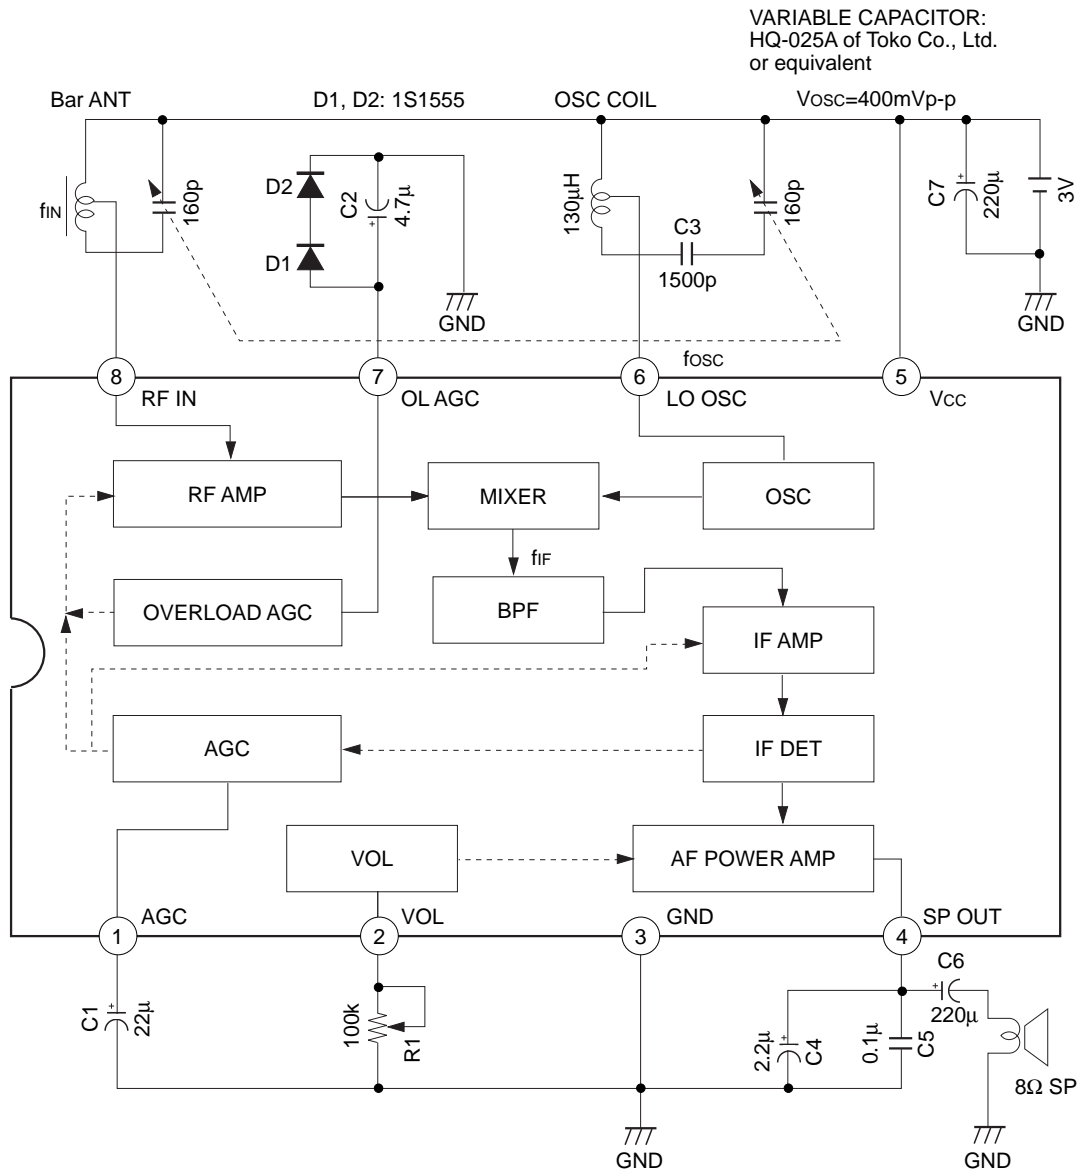 VARIABLE CAPACITOR:
HQ-025A of Toko Co., Ltd.
or equivalent
Bar ANT
D1, D2: 1S1555
OSC COIL
VOSC=400mVp-p
fIN
160p
D2
D1
C2
4.7μ
GND
130μH
C3
1500p
160p
C7
220μ
3V
GND
fOSC
8
RF IN
7
OL AGC
6
LO OSC
5
VCC
RF AMP
MIXER
OSC
fIF
OVERLOAD AGC
BPF
IF AMP
AGC
IF DET
VOL
AF POWER AMP
AGC
1
VOL
2
GND
3
SP OUT
4
C1
22μ
100k
R1
2.2μ
C4
0.1μ
C5
C6
220μ
8Ω SP
GND
GND